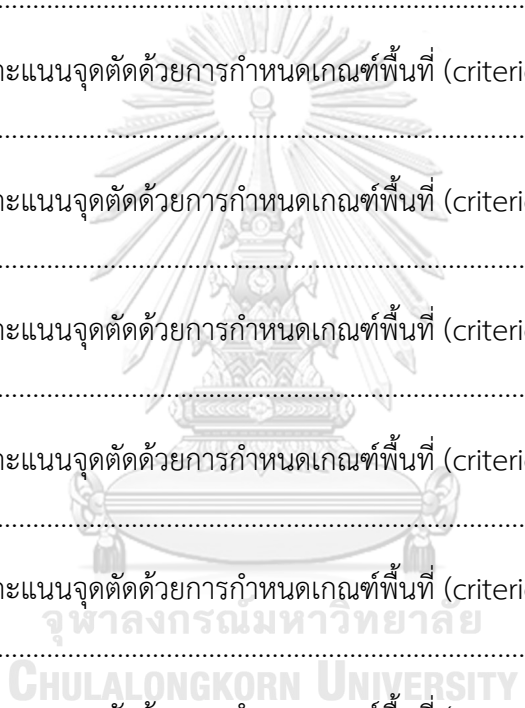 ................................................................
ะแนนจุดตัดด้วยการกำหนดเกณฑ์พื้นที่ (criteri
................................................................
ะแนนจุดตัดด้วยการกำหนดเกณฑ์พื้นที่ (criteri
................................................................
ะแนนจุดตัดด้วยการกำหนดเกณฑ์พื้นที่ (criteri
................................................................
ะแนนจุดตัดด้วยการกำหนดเกณฑ์พื้นที่ (criteri
................................................................
ะแนนจุดตัดด้วยการกำหนดเกณฑ์พื้นที่ (criteri
จุฬาลงกรณ์มหาวิทยาลัย
................................................................
CHULALONGKORN UNIVERSITY